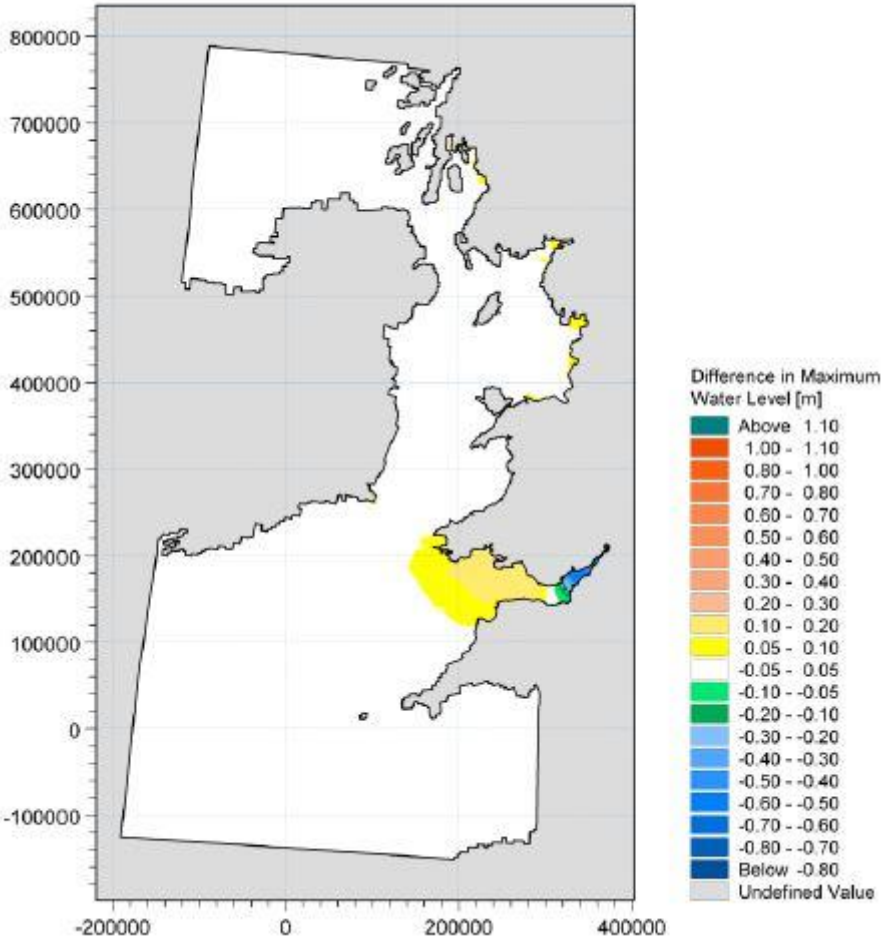 800000
700000
600000
500000
400000
300000
200000
100000
0
-100000
-200000
0
200000
400000
Difference in Maximum
Water Level [m]
Above 1.10
1.00 - 1.10
0.80 - 1.00
0.70 - 0.80
0.60 - 0.70
0.50 - 0.60
0.40 - 0.50
0.30 - 0.40
0.20 - 0.30
0.10 - 0.20
0.05 - 0.10
-0.05 - 0.05
-0.10 - -0.05
-0.20 - -0.10
-0.30 - -0.20
-0.40 - -0.30
-0.50 - -0.40
-0.60 - -0.50
-0.70 - -0.60
-0.80 - -0.70
Below -0.80
Undefined Value